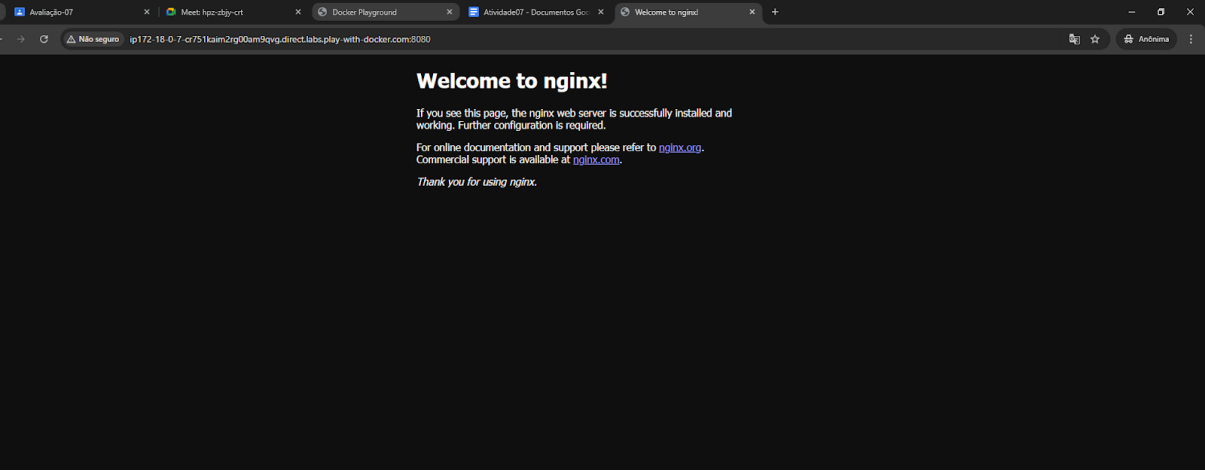 Avaliação-07
Meet: hpz-zbjy-crt
Docker Playground
Atividade07 - Documentos Goo
Welcome to nginx!
Não seguro
ip172-18-0-7-cr751kaim2rg00am9qvg.direct.labs.play-with-docker.com:8080
Anônima
Welcome to nginx!
If you see this page, the nginx web server is successfully installed and
working. Further configuration is required.
For online documentation and support please refer to nginx.org.
Commercial support is available at nginx.com.
Thank you for using nginx.